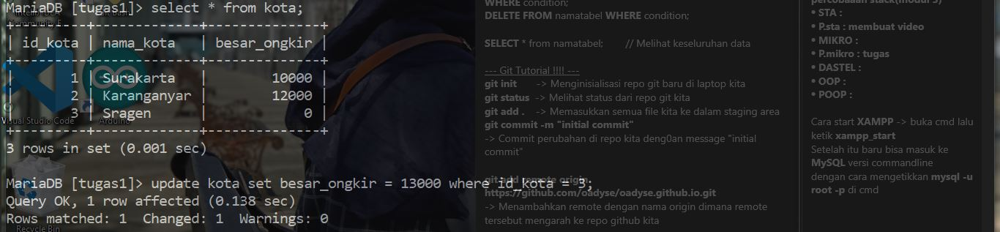 MariaDB [tugas1]> select * from kota;
+---------+-------------+--------------+
| id_kota | nama_kota   | besar_ongkir |
+---------+-------------+--------------+
|       1 | Surakarta   |        10000 |
|       2 | Karanganyar |        12000 |
|       3 | Sragen      |            0 |
+---------+-------------+--------------+
3 rows in set (0.001 sec)
MariaDB [tugas1]> update kota set besar_ongkir = 13000 where id_kota = 3;
Query OK, 1 row affected (0.138 sec)
Rows matched: 1  Changed: 1  Warnings: 0
Visual Studio Code
Arduino
Recycle Bin
WHERE condition;
DELETE FROM namatabel WHERE condition;
SELECT * from namatabel; // Melihat keseluruhan data
--- Git Tutorial !!!! ---
git init -> Menginisialisasi repo git baru di laptop kita
git status -> Melihat status dari repo git kita
git add . -> Memasukkan semua file kita ke dalam staging area
git commit -m "initial commit"
-> Commit perubahan di repo kita deng0an message "initial
commit"
git add remote origin
https://github.com/oadyse/oadyse.github.io.git
-> Menambahkan remote dengan nama origin dimana remote
tersebut mengarah ke repo github kita
percobaaan stack(modul 3)
• STA :
• P.sta : membuat video
• MIKRO :
• P.mikro : tugas
• DASTEL :
• OOP :
• POOP :
Cara start XAMPP -> buka cmd lalu
ketik xampp_start
Setelah itu baru bisa masuk ke
MySQL versi commandline
dengan cara mengetikkan mysql -u
root -p di cmd